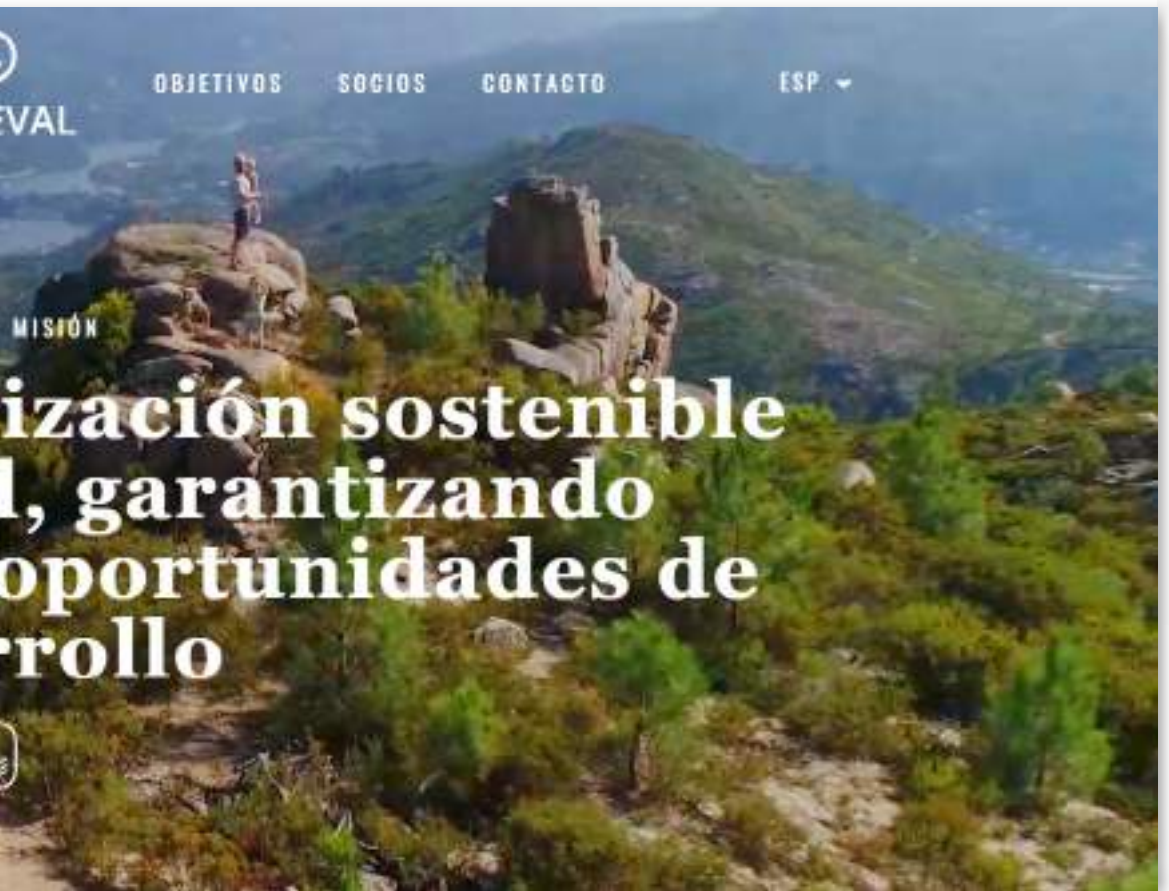 OBJETIVOS SOCIOS CONTACTO ESP
EVAL
MISIÓN
ización sostenible
l, garantizando
oportunidades de
rrollo